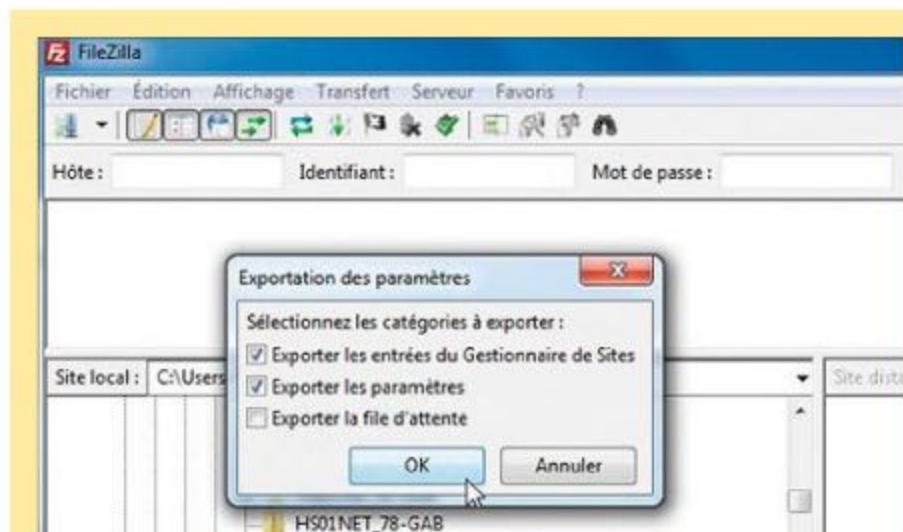 FileZilla
Fichier Édition Affichage Transfert Serveur Favoris ?
Hôte : Identifiant : Mot de passe :
Exportation des paramètres
Sélectionnez les catégories à exporter :
Exporter les entrées du Gestionnaire de Sites
Exporter les paramètres
Exporter la file d'attente
OK Annuler
Site local : C:\Users
Site dista
HS01NET_78-GAB